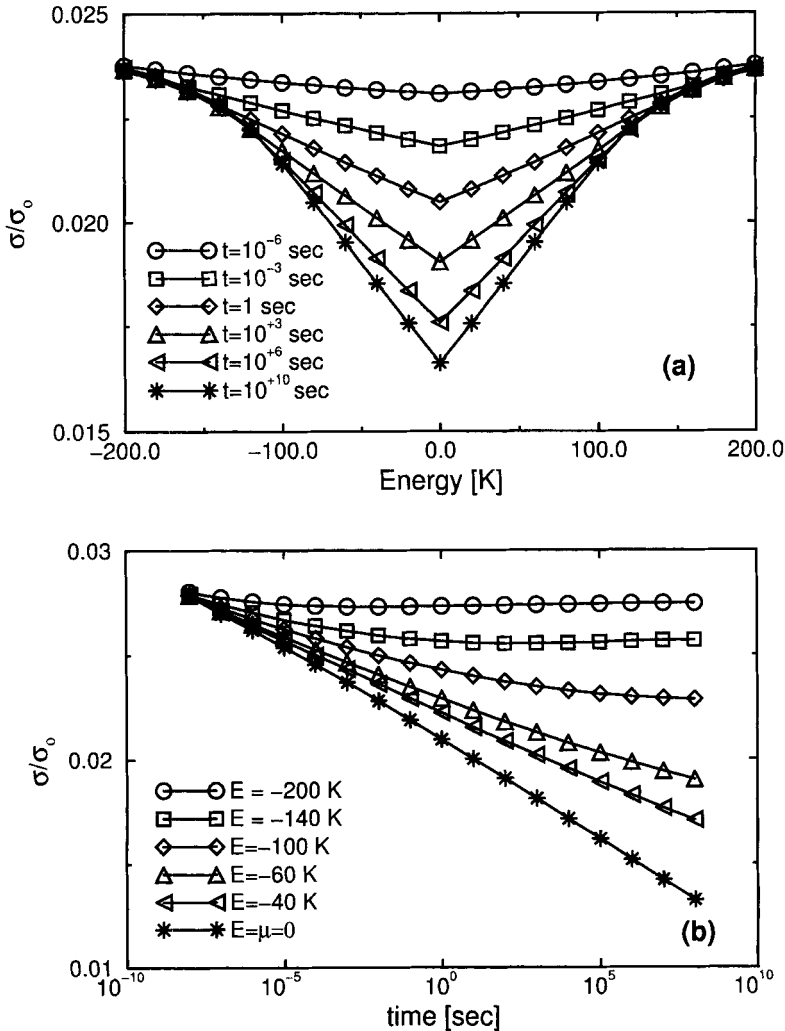 0.025
0.020
0.015
σ/σₒ
t=10⁻⁶ sec
t=10⁻³ sec
t=1 sec
t=10⁺³ sec
t=10⁺⁶ sec
t=10⁺¹⁰ sec
(a)
−200.0 −100.0 0.0 100.0 200.0
Energy [K]
0.03
0.02
0.01
σ/σₒ
E = −200 K
E = −140 K
E=−100 K
E=−60 K
E=−40 K
E=μ=0
(b)
10⁻¹⁰ 10⁻⁵ 10⁰ 10⁵ 10¹⁰
time [sec]